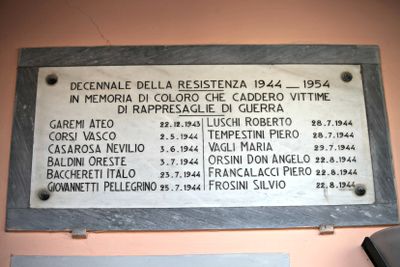 DECENNALE DELLA RESISTENZA 1944 — 1954
IN MEMORIA DI COLORO CHE CADDERO VITTIME
DI RAPPRESAGLIE DI GUERRA
GAREMI ATEO 22.12.1943
CORSI VASCO 2.5.1944
CASAROSA NEVILIO 3.6.1944
BALDINI ORESTE 3.7.1944
BACCHERETI ITALO 23.7.1944
GIOVANNETTI PELLEGRINO 25.7.1944
LUSCHI ROBERTO 28.7.1944
TEMPESTINI PIERO 28.7.1944
VAGLI MARIA 29.7.1944
ORSINI DON ANGELO 22.8.1944
FRANCALACCI PIERO 22.8.1944
FROSINI SILVIO 22.8.1944